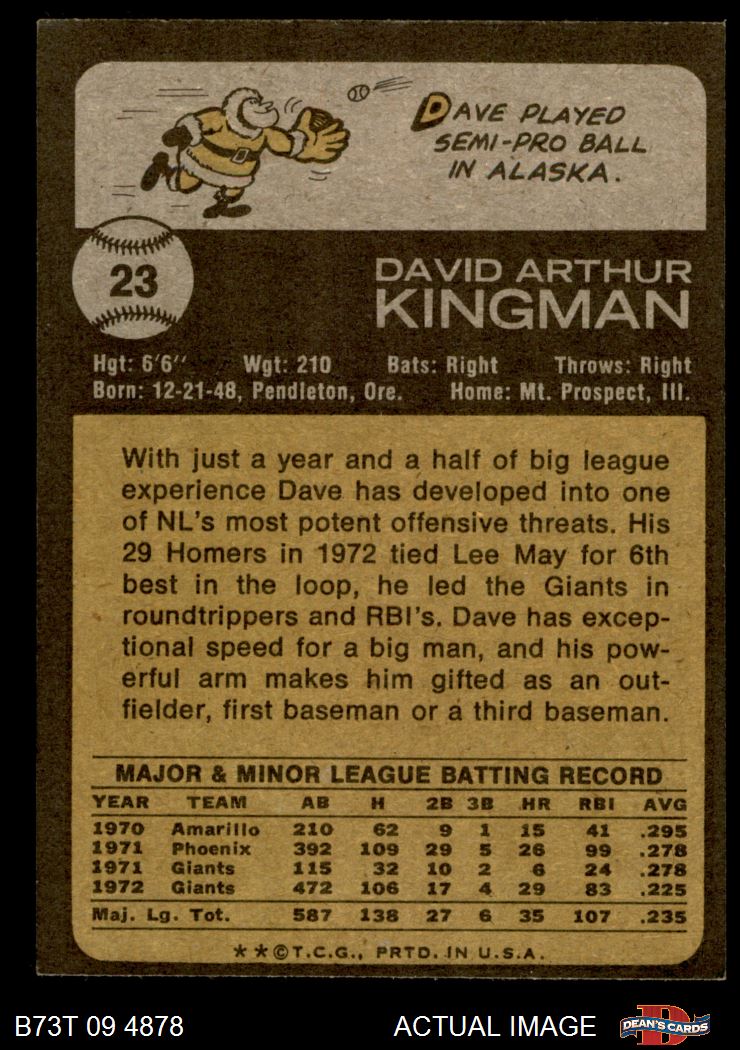 DAVE PLAYED
SEMI-PRO BALL
IN ALASKA.
23
DAVID ARTHUR
KINGMAN
Hgt: 6'6'' Wgt: 210 Bats: Right Throws: Right
Born: 12-21-48, Pendleton, Ore. Home: Mt. Prospect, Ill.
With just a year and a half of big league
experience Dave has developed into one
of NL's most potent offensive threats. His
29 Homers in 1972 tied Lee May for 6th
best in the loop, he led the Giants in
roundtrippers and RBI's. Dave has excep-
tional speed for a big man, and his pow-
erful arm makes him gifted as an out-
fielder, first baseman or a third baseman.
MAJOR & MINOR LEAGUE BATTING RECORD
YEAR TEAM AB H 2B 3B HR RBI AVG
1970 Amarillo 210 62 9 1 15 41 .295
1971 Phoenix 392 109 29 5 26 99 .278
1971 Giants 115 32 10 2 6 24 .278
1972 Giants 472 106 17 4 29 83 .225
Maj. Lg. Tot. 587 138 27 6 35 107 .235
**©T.C.G., PRTD. IN U.S.A.
B73T 09 4878 ACTUAL IMAGE DEAN'S CARDS